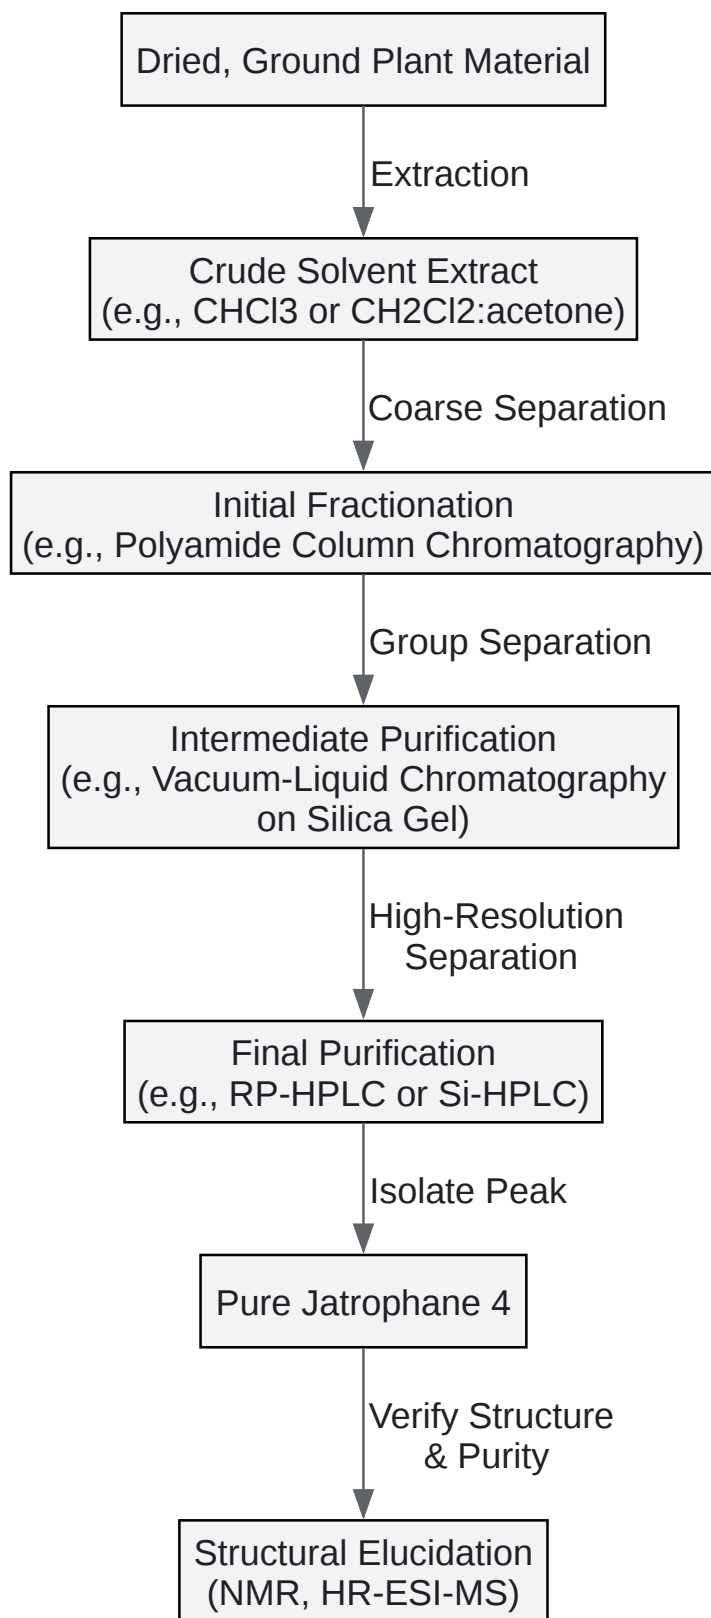 Dried, Ground Plant Material
Extraction
Crude Solvent Extract
(e.g., CHCl3 or CH2Cl2:acetone)
Coarse Separation
Initial Fractionation
(e.g., Polyamide Column Chromatography)
Group Separation
Intermediate Purification
(e.g., Vacuum-Liquid Chromatography
on Silica Gel)
High-Resolution
Separation
Final Purification
(e.g., RP-HPLC or Si-HPLC)
Isolate Peak
Pure Jatrophane 4
Verify Structure
& Purity
Structural Elucidation
(NMR, HR-ESI-MS)